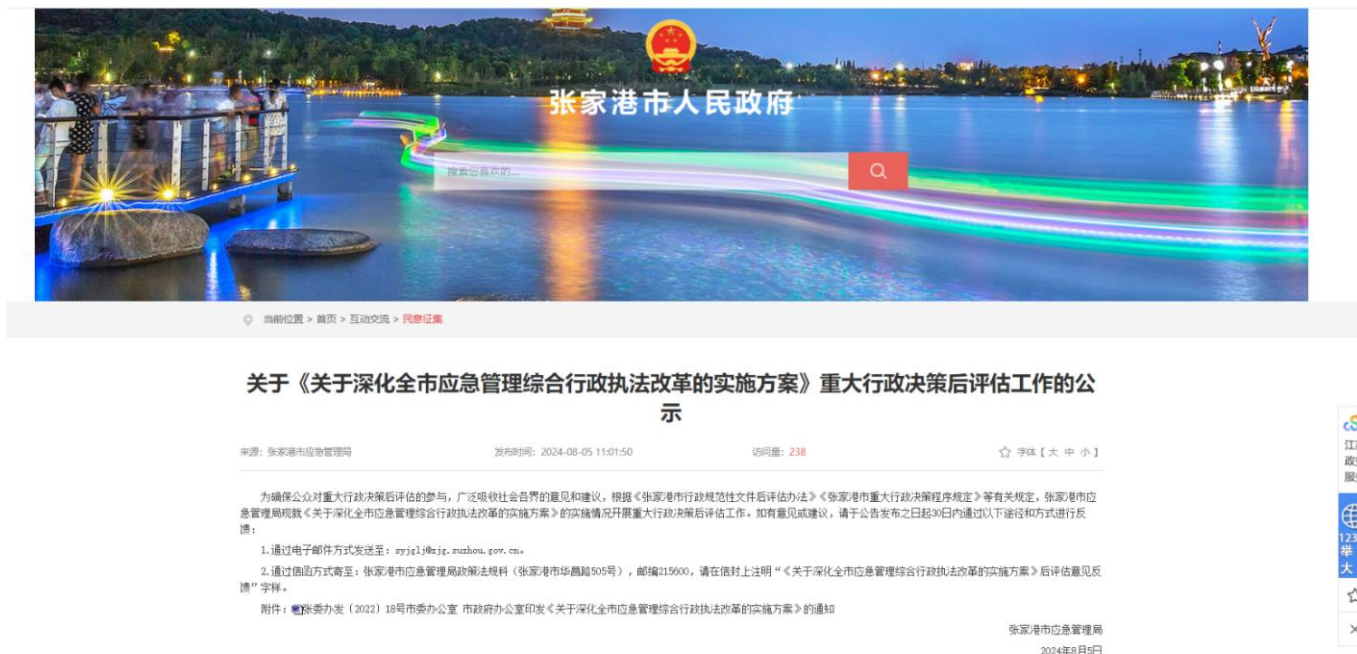 张家港市人民政府
搜索您喜欢的...
当前位置 > 首页 > 互动交流 > 民意征集
关于《关于深化全市应急管理综合行政执法改革的实施方案》重大行政决策后评估工作的公
示
来源：张家港市应急管理局 发布时间：2024-08-05 11:01:50 访问量：238 字体【大 中 小】
为确保公众对重大行政决策后评估的参与，广泛吸收社会各界的意见和建议，根据《张家港市行政规范性文件后评估办法》《张家港市重大行政决策程序规定》等有关规定，张家港市应
急管理局现就《关于深化全市应急管理综合行政执法改革的实施方案》的实施情况开展重大行政决策后评估工作。如有意见或建议，请于公告发布之日起30日内通过以下途径和方式进行反
馈：
1.通过电子邮件方式发送至：syjglj@zjg.suzhou.gov.cn。
2.通过信函方式寄至：张家港市应急管理局政策法规科（张家港市华昌路505号），邮编215600，请在信封上注明“《关于深化全市应急管理综合行政执法改革的实施方案》后评估意见反
馈”字样。
附件：张委办发〔2022〕18号市委办公室 市政府办公室印发《关于深化全市应急管理综合行政执法改革的实施方案》的通知
张家港市应急管理局
2024年8月5日
江
政
服
123
举
大